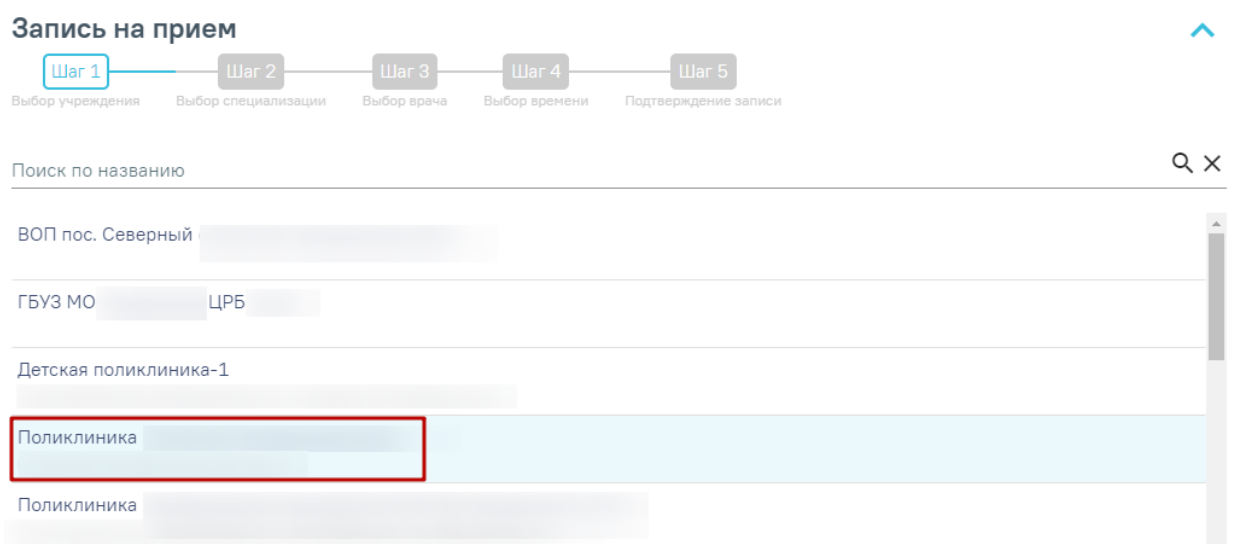 Запись на прием
Шаг 1 Шаг 2 Шаг 3 Шаг 4 Шаг 5
Выбор учреждения Выбор специализации Выбор врача Выбор времени Подтверждение записи
Поиск по названию
ВОП пос. Северный
ГБУЗ МО ЦРБ
Детская поликлиника-1
Поликлиника
Поликлиника